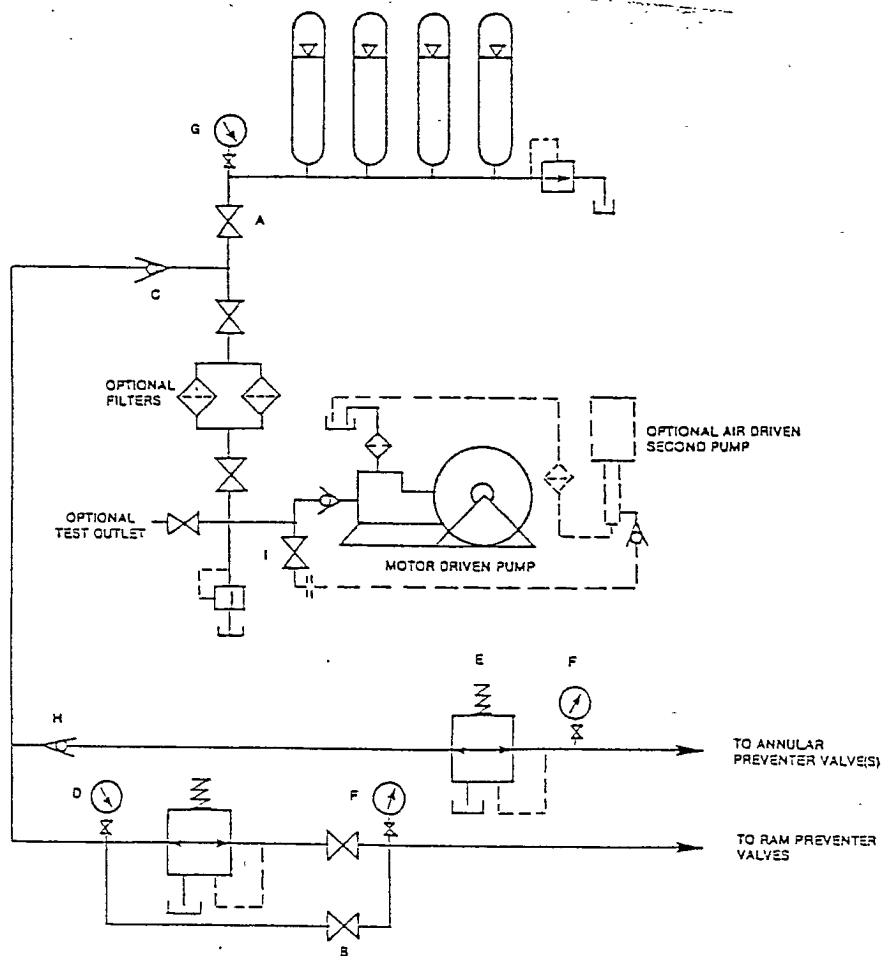 G
A
C
OPTIONAL
FILTERS
OPTIONAL AIR DRIVEN
SECOND PUMP
OPTIONAL
TEST OUTLET
I
MOTOR DRIVEN PUMP
E
F
H
TO ANNULAR
PREVENTER VALVE(S)
D
F
TO RAM PREVENTER
VALVES
B